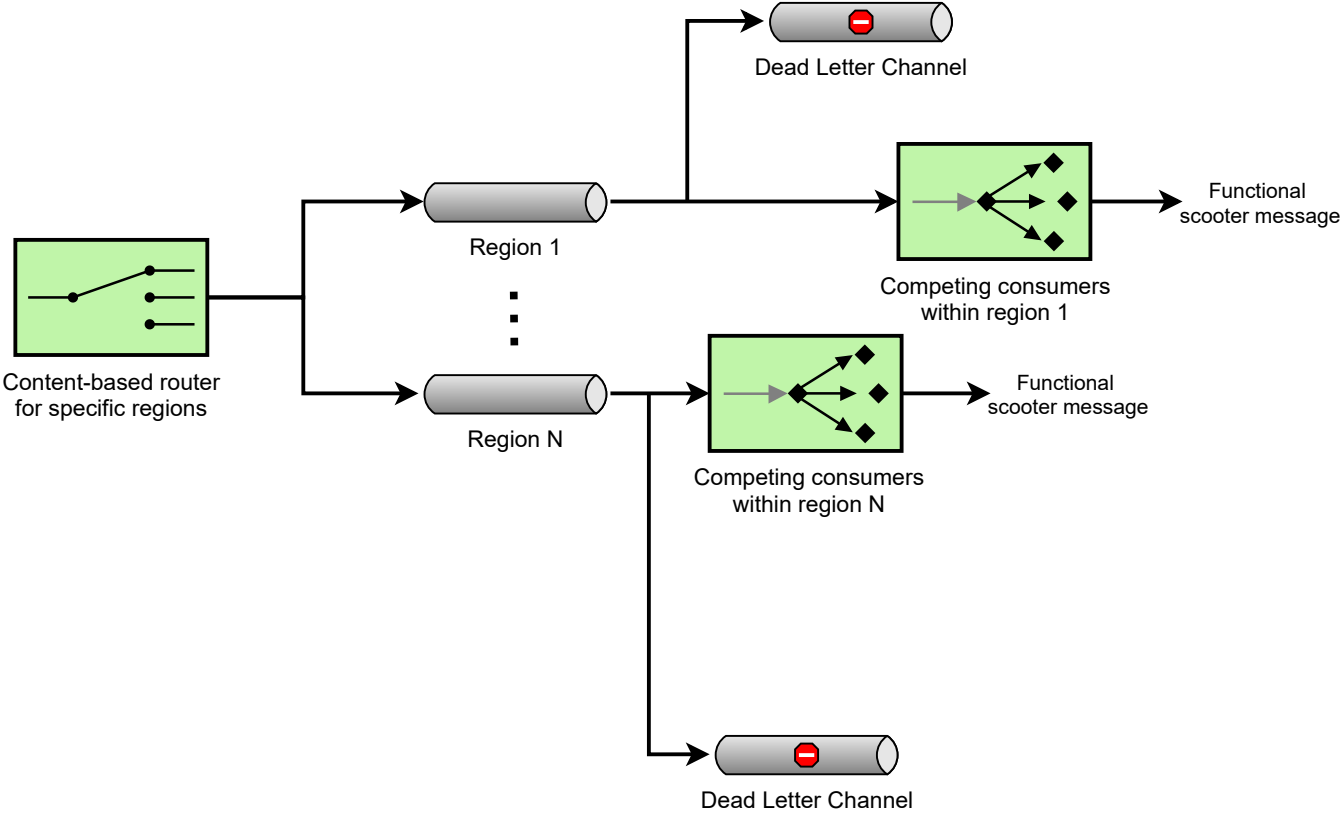 Dead Letter Channel
Region 1
Functional
scooter message
Competing consumers
within region 1
Content-based router
for specific regions
Region N
Functional
scooter message
Competing consumers
within region N
Dead Letter Channel